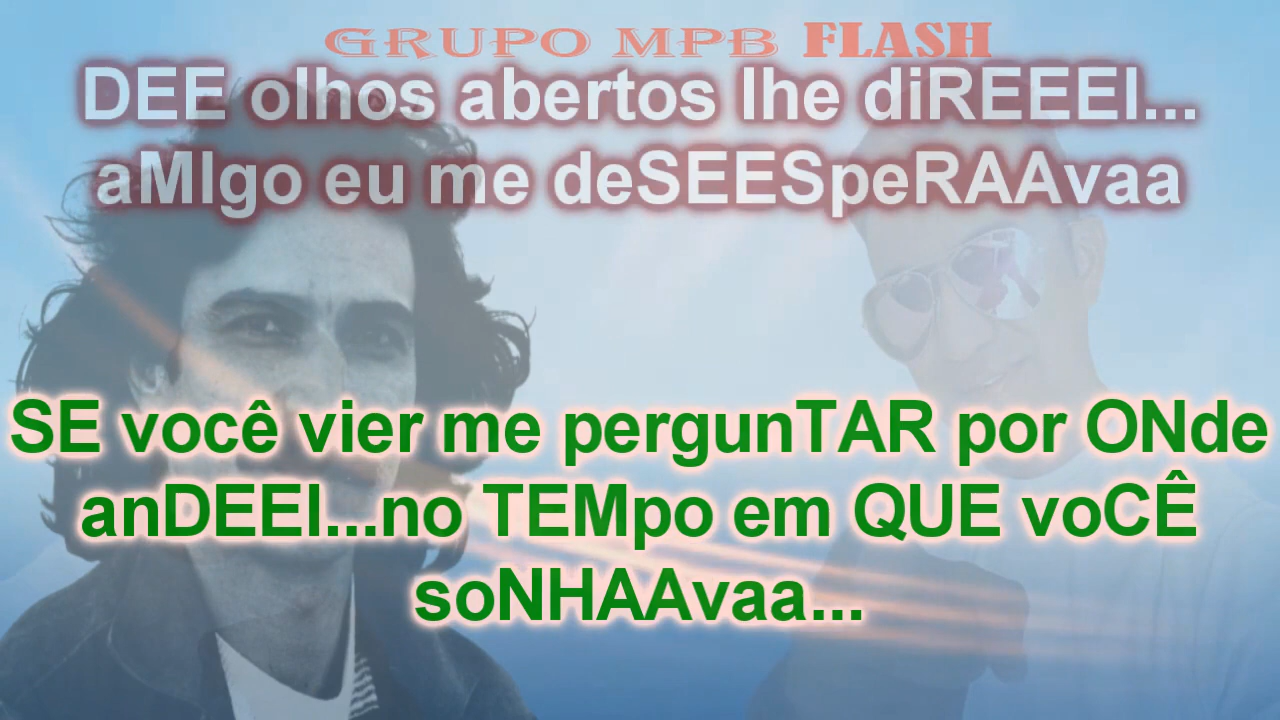 GRUPO MPB FLASH
DEE olhos abertos lhe diREEEI...
aMIgo eu me deSEESpeRAAvaa
SE você vier me pergunTAR por ONde
anDEEI...no TEMpo em QUE voCÊ
soNHAAvaa...